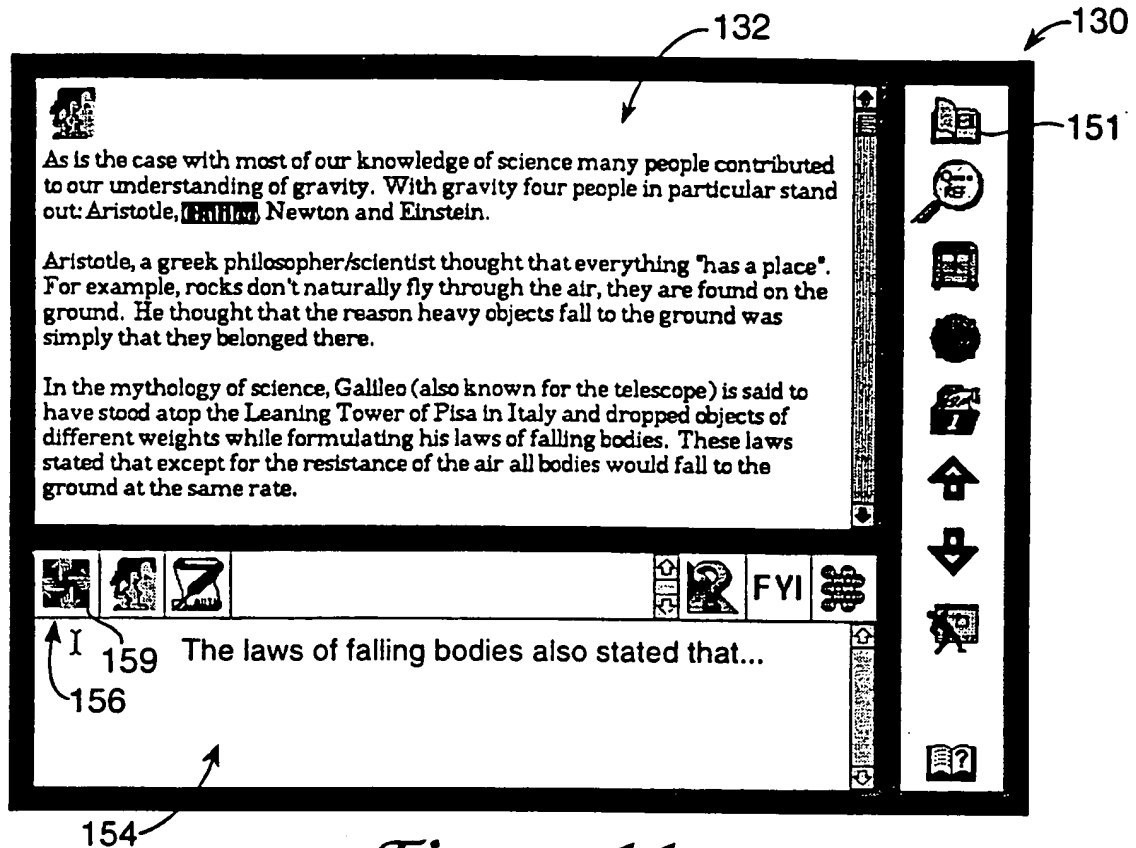 132
130
151
As is the case with most of our knowledge of science many people contributed
to our understanding of gravity. With gravity four people in particular stand
out: Aristotle, Galileo, Newton and Einstein.
Aristotle, a greek philosopher/scientist thought that everything "has a place".
For example, rocks don't naturally fly through the air, they are found on the
ground. He thought that the reason heavy objects fall to the ground was
simply that they belonged there.
In the mythology of science, Galileo (also known for the telescope) is said to
have stood atop the Leaning Tower of Pisa in Italy and dropped objects of
different weights while formulating his laws of falling bodies. These laws
stated that except for the resistance of the air all bodies would fall to the
ground at the same rate.
FYI
159 The laws of falling bodies also stated that...
156
?
154